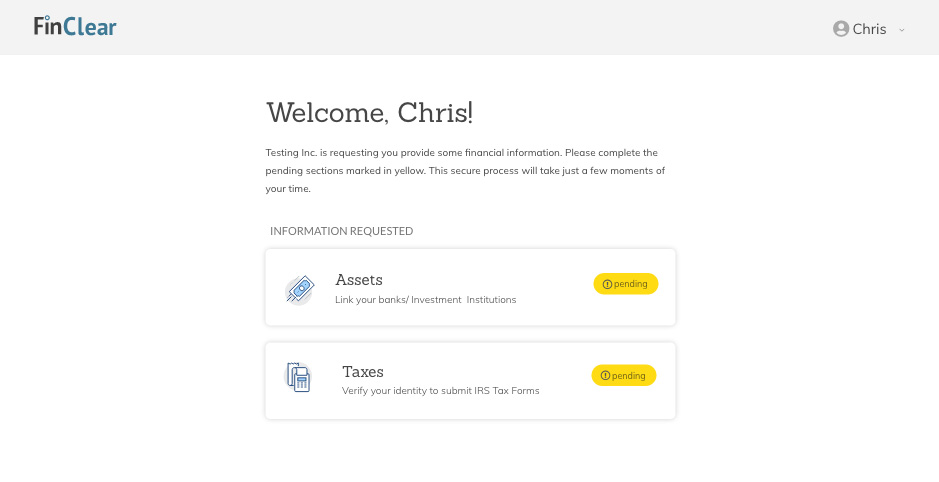 FinClear
Chris
Welcome, Chris!
Testing Inc. is requesting you provide some financial information. Please complete the
pending sections marked in yellow. This secure process will take just a few moments of
your time.
INFORMATION REQUESTED
Assets
Link your banks/ Investment  Institutions
pending
Taxes
Verify your identity to submit IRS Tax Forms
pending